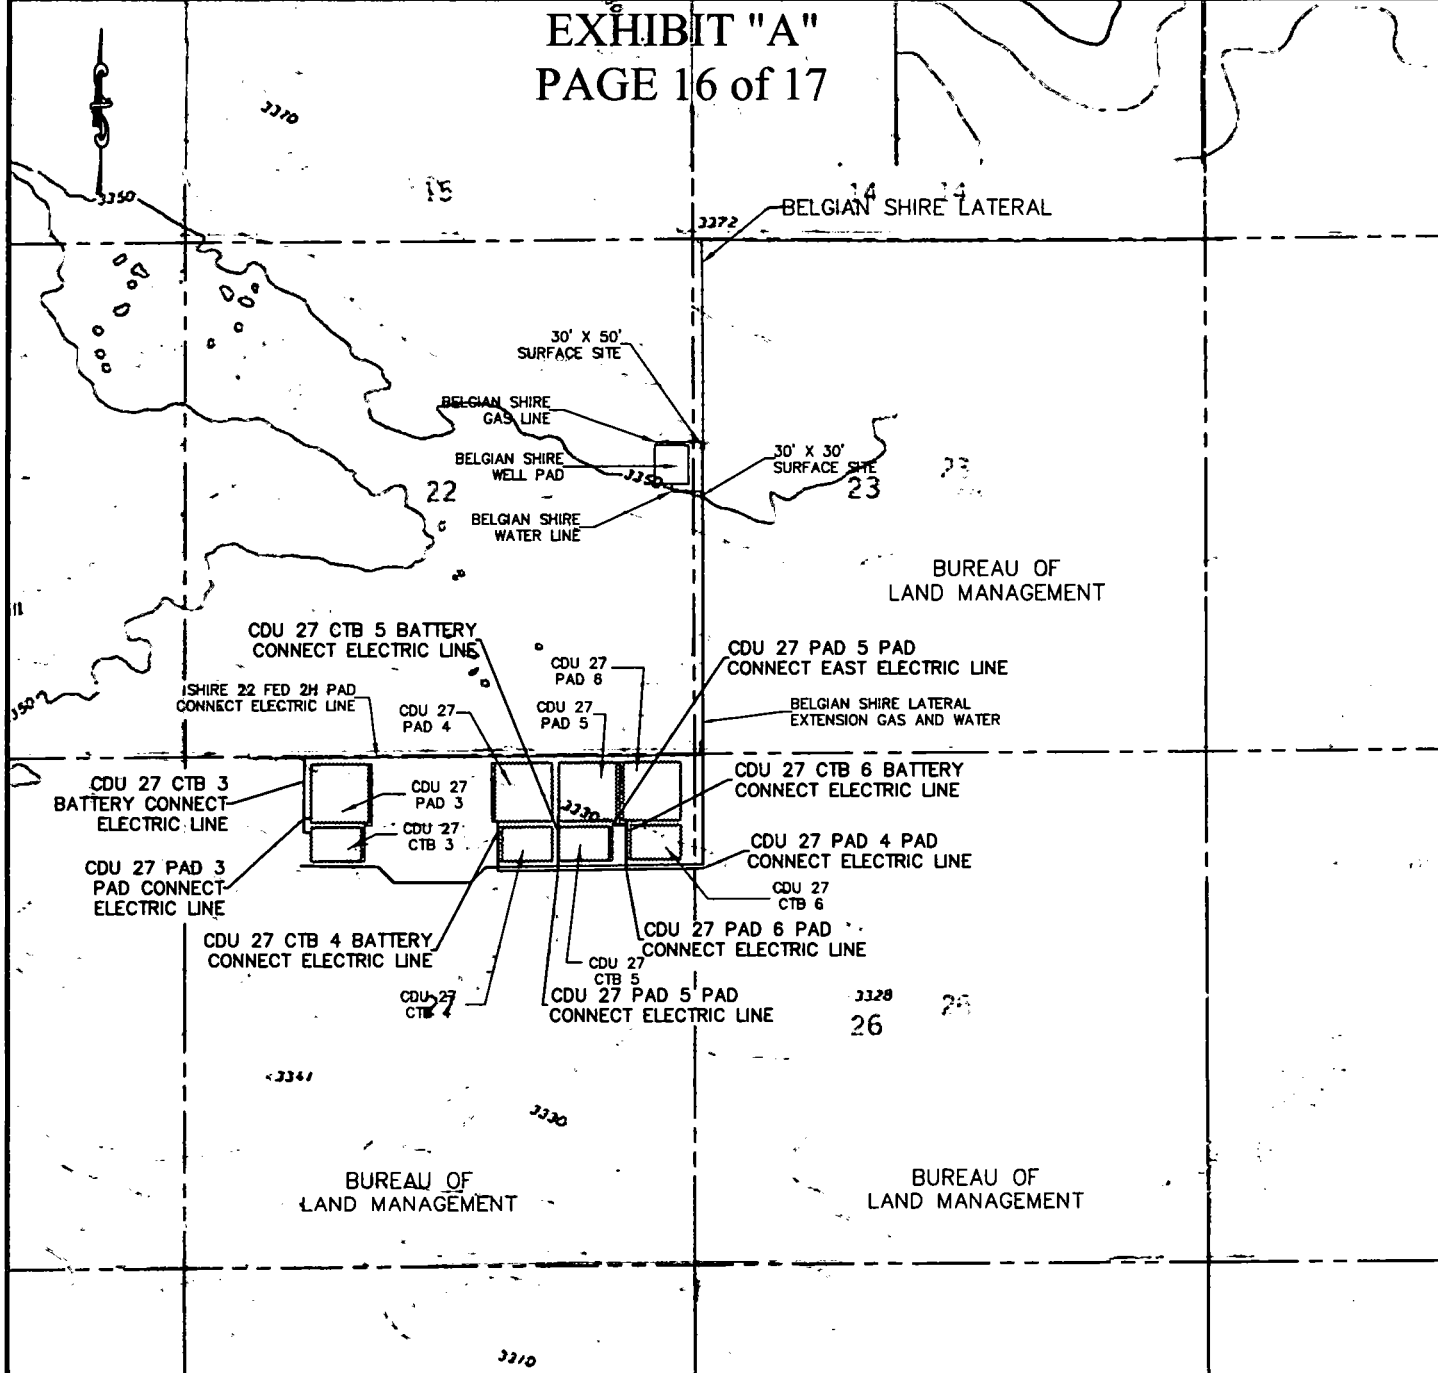 EXHIBIT "A"
PAGE 16 of 17
3370
3350
15
14
14
BELGIAN SHIRE LATERAL
3372
30' X 50'
SURFACE SITE
BELGIAN SHIRE
GAS LINE
BELGIAN SHIRE
WELL PAD
30' X 30'
SURFACE SITE
3350
22
23
23
BELGIAN SHIRE
WATER LINE
BUREAU OF
LAND MANAGEMENT
CDU 27 CTB 5 BATTERY
CONNECT ELECTRIC LINE
CDU 27
PAD 6
CDU 27 PAD 5 PAD
CONNECT EAST ELECTRIC LINE
SHIRE 22 FED 2H PAD
CONNECT ELECTRIC LINE
CDU 27
PAD 4
CDU 27
PAD 5
BELGIAN SHIRE LATERAL
EXTENSION GAS AND WATER
3350
CDU 27 CTB 3
BATTERY CONNECT
ELECTRIC LINE
CDU 27
PAD 3
3330
CDU 27 CTB 6 BATTERY
CONNECT ELECTRIC LINE
CDU 27
CTB 3
CDU 27 PAD 4 PAD
CONNECT ELECTRIC LINE
CDU 27 PAD 3
PAD CONNECT
ELECTRIC LINE
CDU 27
CTB 6
CDU 27 CTB 4 BATTERY
CONNECT ELECTRIC LINE
CDU 27 PAD 6 PAD
CONNECT ELECTRIC LINE
CDU 27
CTB 5
CDU 27
CTB 4
27
CDU 27 PAD 5 PAD
CONNECT ELECTRIC LINE
3328
26
26
3341
3330
BUREAU OF
LAND MANAGEMENT
BUREAU OF
LAND MANAGEMENT
3310